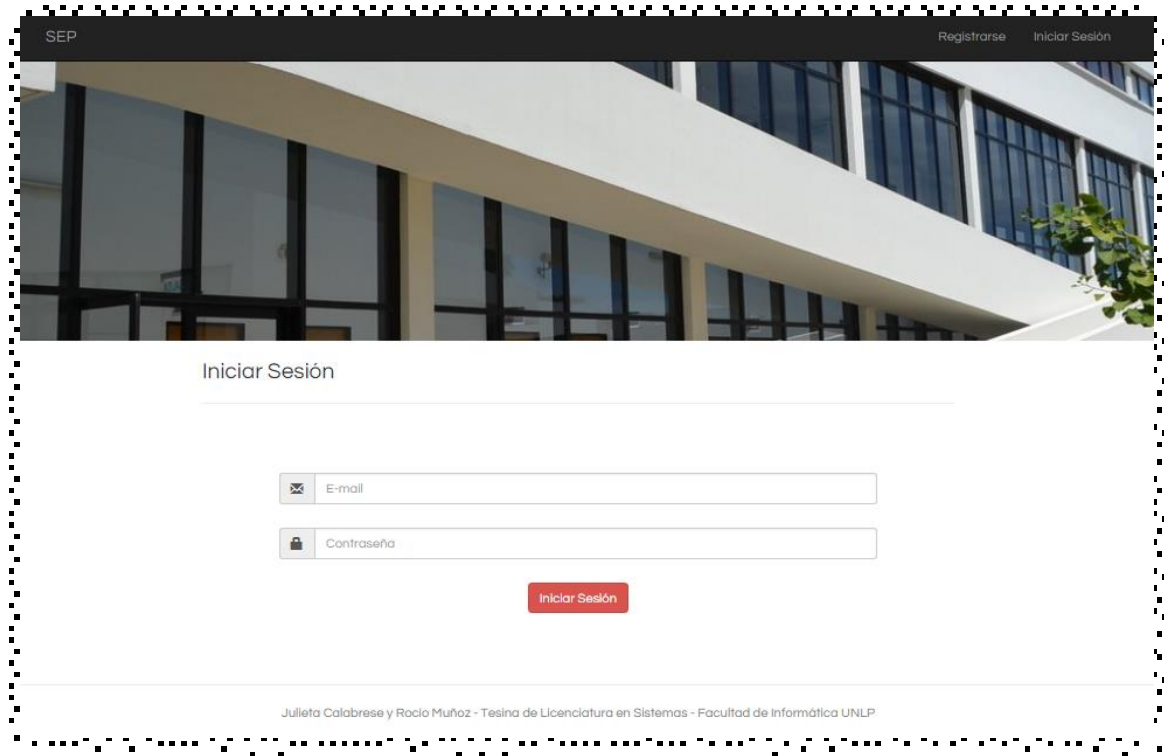 SEP
Registrarse
Iniciar Sesión
Iniciar Sesión
E-mail
Contraseña
Iniciar Sesión
Julieta Calabrese y Rocío Muñoz - Tesina de Licenciatura en Sistemas - Facultad de Informática UNLP